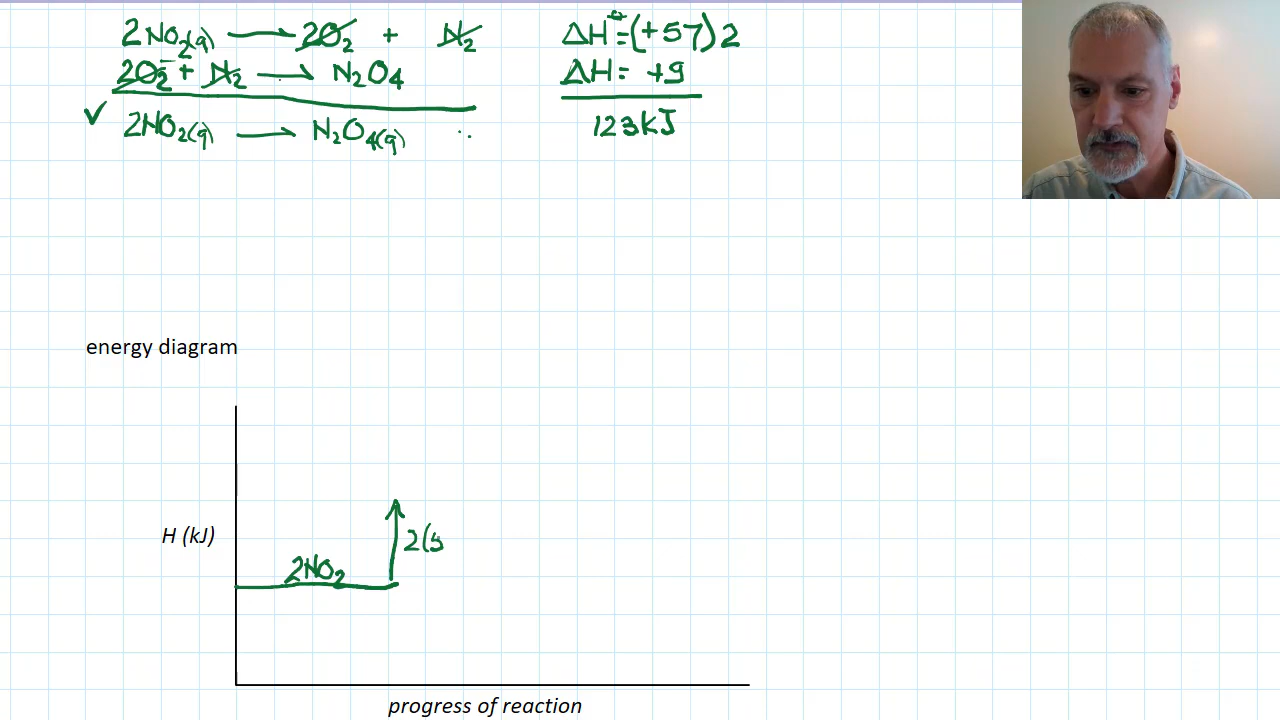 2NO2(g) → 2O2 + N2 ΔH°=(+57)2
2O2 + N2 → N2O4 ΔH= +9
✓ 2NO2(g) → N2O4(g) 123kJ
energy diagram
H (kJ)
2(5
2NO2
progress of reaction